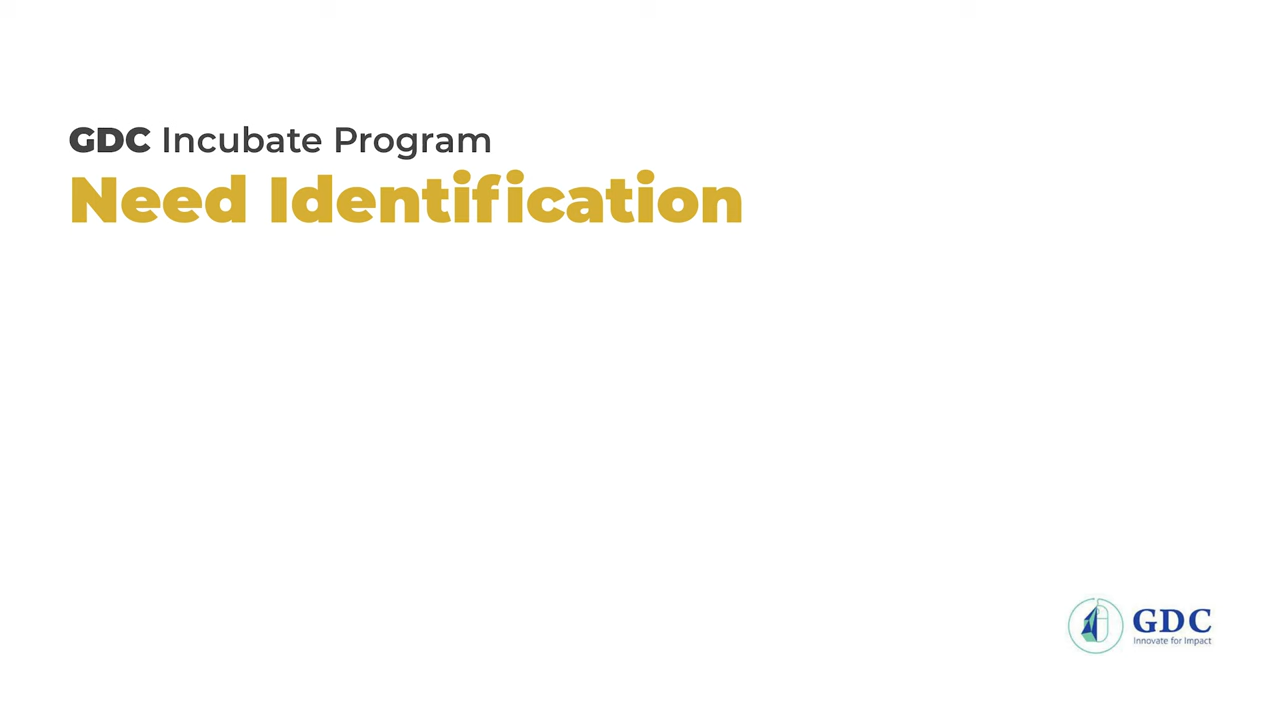 GDC Incubate Program
Need Identification
GDC
Innovate for Impact